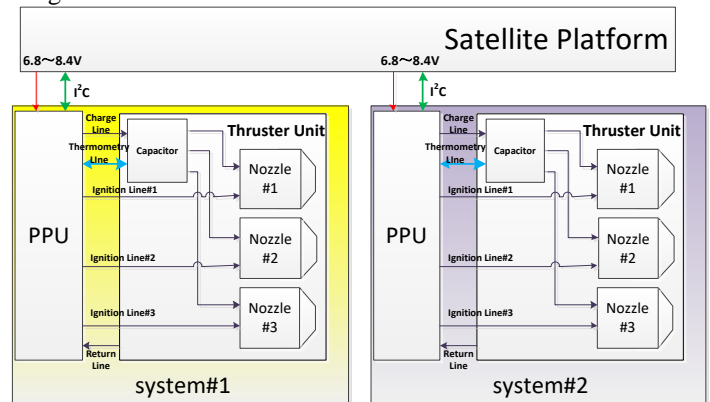 Satellite Platform
6.8～8.4V
6.8～8.4V
I²C
I²C
Charge
Line
Thermometry
Line
Capacitor
Thruster Unit
Nozzle
#1
Ignition Line#1
PPU
Nozzle
#2
Ignition Line#2
Nozzle
#3
Ignition Line#3
Return
Line
system#1
Charge
Line
Thermometry
Line
Capacitor
Thruster Unit
Nozzle
#1
Ignition Line#1
PPU
Nozzle
#2
Ignition Line#2
Nozzle
#3
Ignition Line#3
Return
Line
system#2